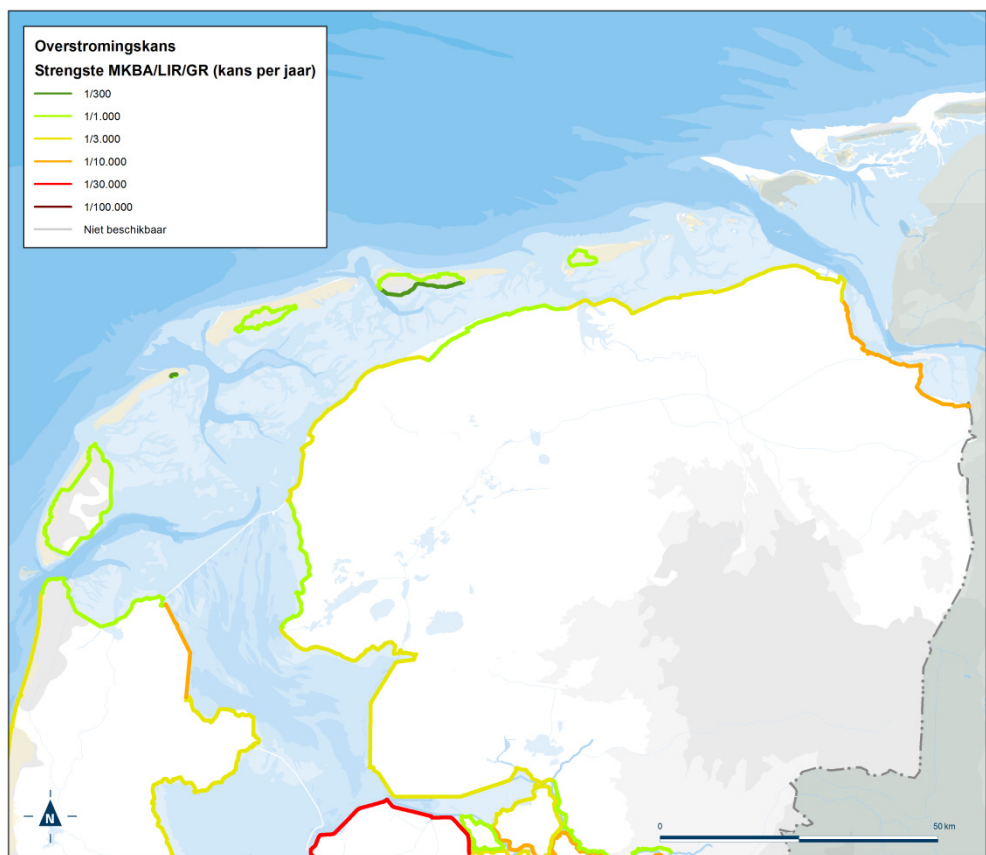 Overstromingskans
Strengste MKBA/LIR/GR (kans per jaar)
1/300
1/1.000
1/3.000
1/10.000
1/30.000
1/100.000
Niet beschikbaar
N
0 50 km